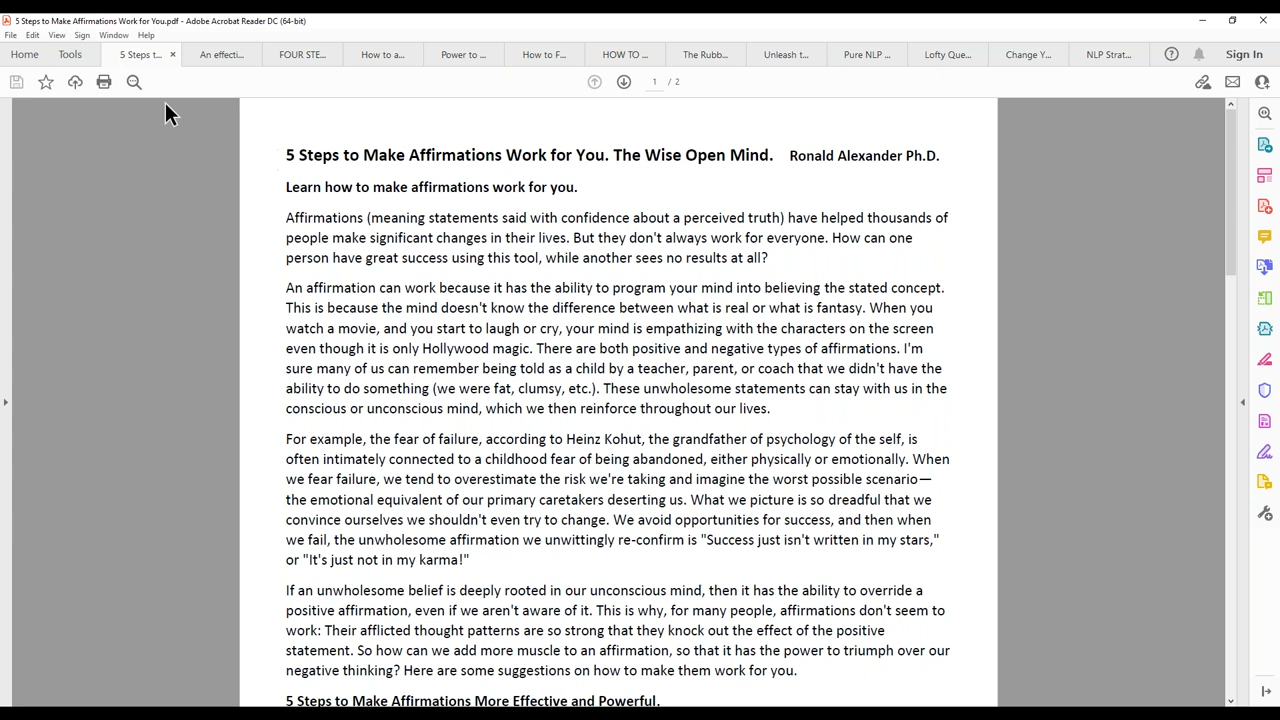 5 Steps to Make Affirmations Work for You.pdf - Adobe Acrobat Reader DC (64-bit)
File Edit View Sign Window Help
Home Tools 5 Steps t... × An effecti... FOUR STE... How to a... Power to ... How to F... HOW TO ... The Rubb... Unleash t... Pure NLP ... Lofty Que... Change Y... NLP Strat... Sign In
1 / 2
5 Steps to Make Affirmations Work for You. The Wise Open Mind. Ronald Alexander Ph.D.
Learn how to make affirmations work for you.
Affirmations (meaning statements said with confidence about a perceived truth) have helped thousands of
people make significant changes in their lives. But they don't always work for everyone. How can one
person have great success using this tool, while another sees no results at all?
An affirmation can work because it has the ability to program your mind into believing the stated concept.
This is because the mind doesn't know the difference between what is real or what is fantasy. When you
watch a movie, and you start to laugh or cry, your mind is empathizing with the characters on the screen
even though it is only Hollywood magic. There are both positive and negative types of affirmations. I'm
sure many of us can remember being told as a child by a teacher, parent, or coach that we didn't have the
ability to do something (we were fat, clumsy, etc.). These unwholesome statements can stay with us in the
conscious or unconscious mind, which we then reinforce throughout our lives.
For example, the fear of failure, according to Heinz Kohut, the grandfather of psychology of the self, is
often intimately connected to a childhood fear of being abandoned, either physically or emotionally. When
we fear failure, we tend to overestimate the risk we're taking and imagine the worst possible scenario—
the emotional equivalent of our primary caretakers deserting us. What we picture is so dreadful that we
convince ourselves we shouldn't even try to change. We avoid opportunities for success, and then when
we fail, the unwholesome affirmation we unwittingly re-confirm is "Success just isn't written in my stars,"
or "It's just not in my karma!"
If an unwholesome belief is deeply rooted in our unconscious mind, then it has the ability to override a
positive affirmation, even if we aren't aware of it. This is why, for many people, affirmations don't seem to
work: Their afflicted thought patterns are so strong that they knock out the effect of the positive
statement. So how can we add more muscle to an affirmation, so that it has the power to triumph over our
negative thinking? Here are some suggestions on how to make them work for you.
5 Steps to Make Affirmations More Effective and Powerful.